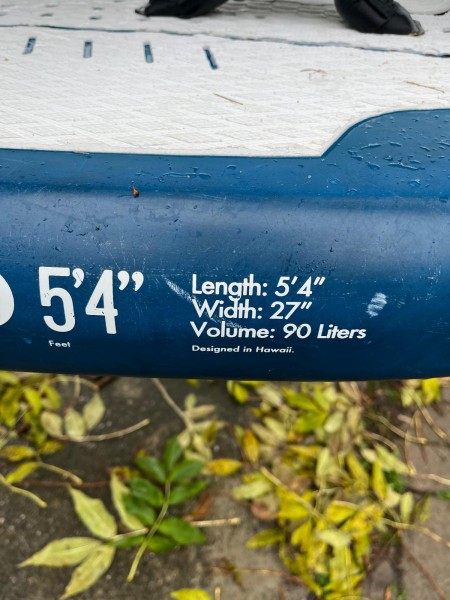 5'4"
Feet
Length: 5'4"
Width: 27"
Volume: 90 Liters
Designed in Hawaii.